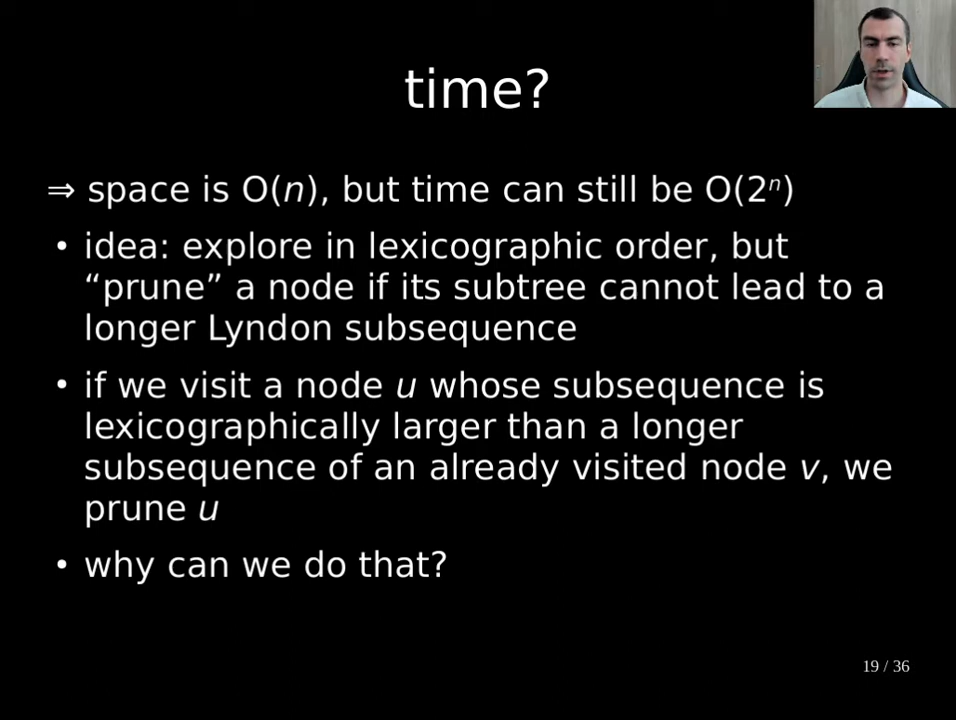 time?
⇒ space is O(n), but time can still be O(2ⁿ)
• idea: explore in lexicographic order, but
“prune” a node if its subtree cannot lead to a
longer Lyndon subsequence
• if we visit a node u whose subsequence is
lexicographically larger than a longer
subsequence of an already visited node v, we
prune u
• why can we do that?
19 / 36